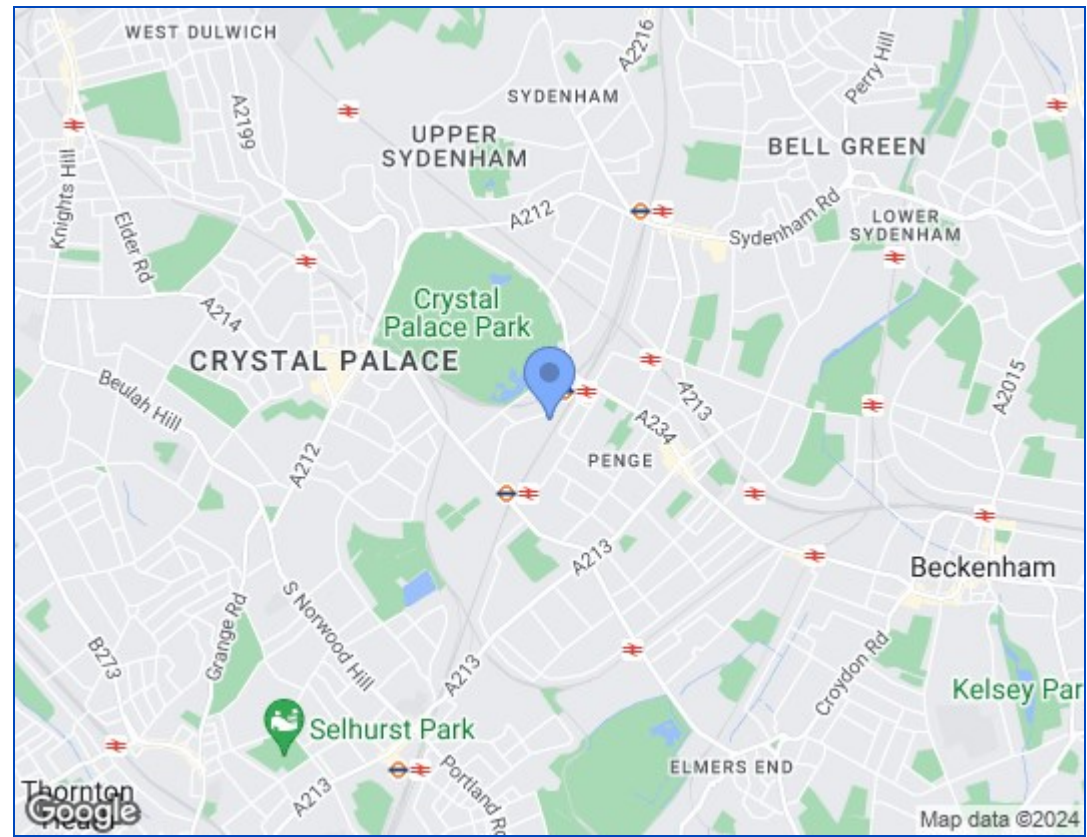 WEST DULWICH
A2216
Perry Hill
A2199
SYDENHAM
UPPER
SYDENHAM
BELL GREEN
Knights Hill
Elder Rd
A212
Sydenham Rd
LOWER
SYDENHAM
A214
Crystal
Palace Park
CRYSTAL PALACE
Beulah Hill
A213
A2015
A234
A212
PENGE
A213
Beckenham
S Norwood Hill
Grange Rd
B273
A213
Croydon Rd
Kelsey Par
Selhurst Park
ELMERS END
Portland R
A213
Thornton
Google
Map data ©2024